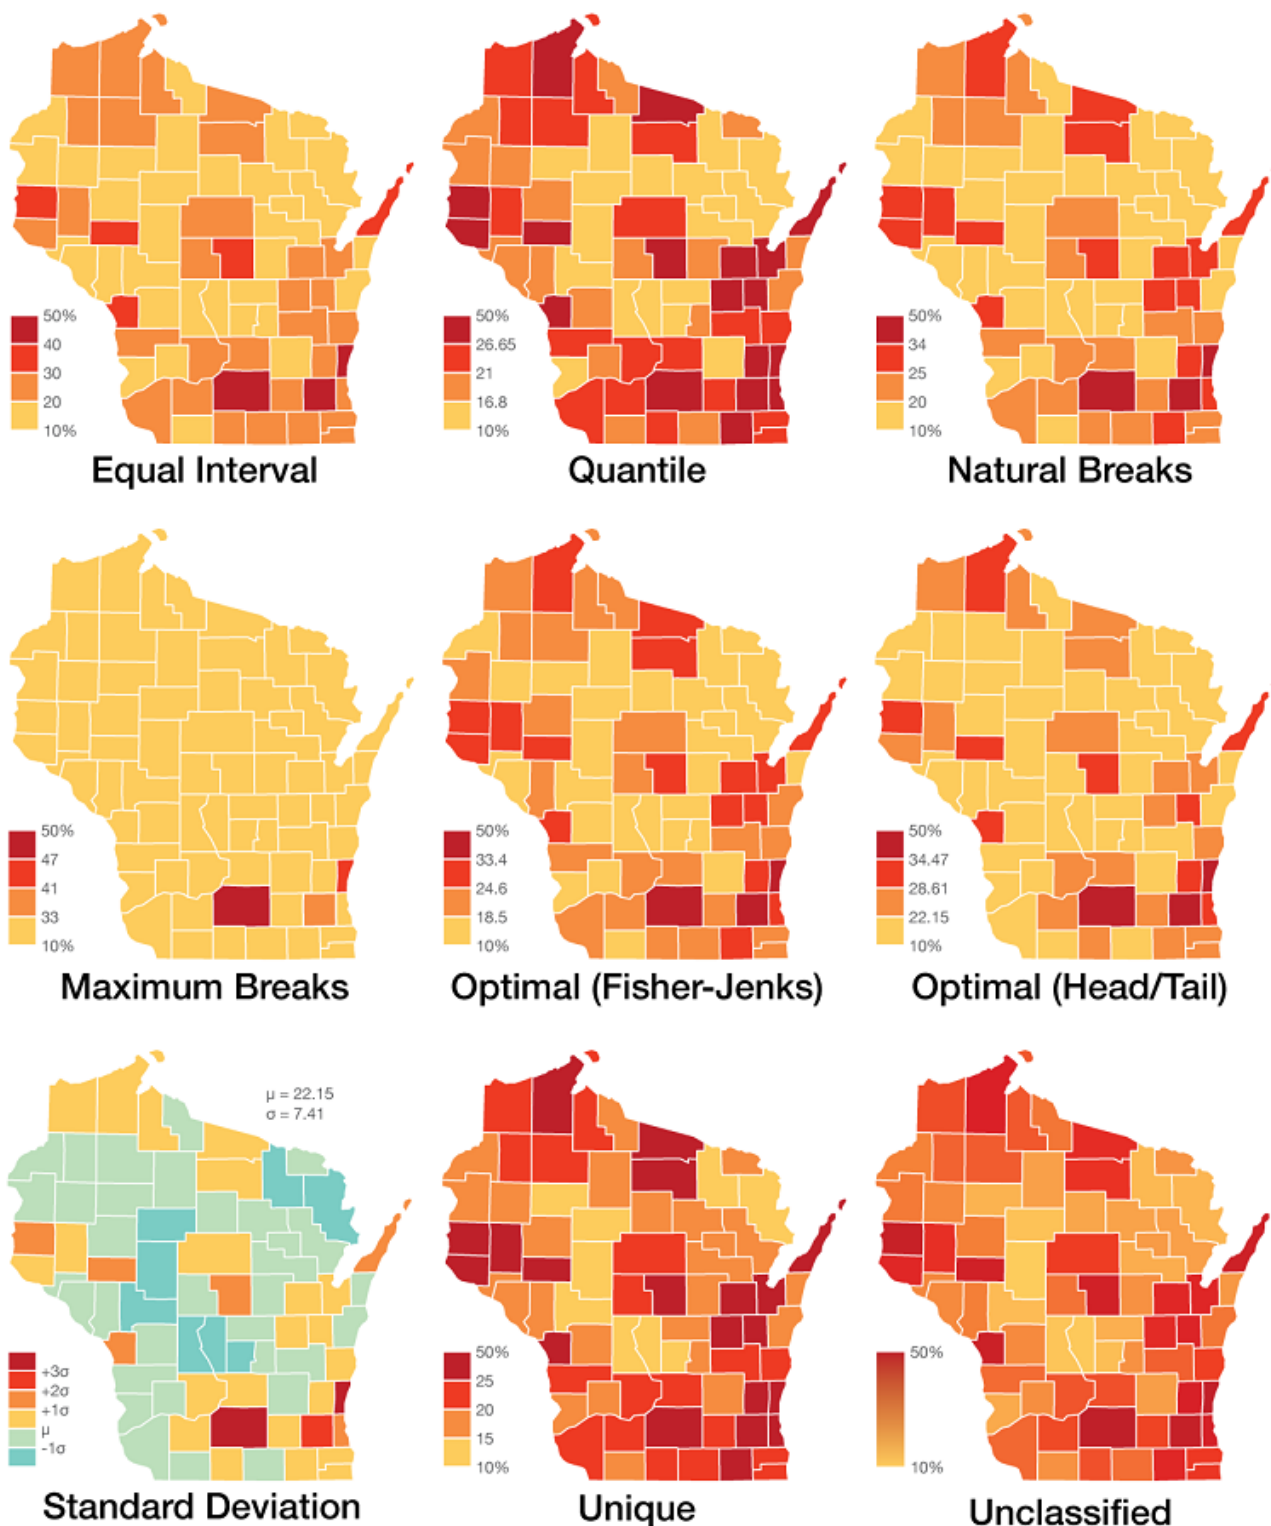 50%
40
30
20
10%
Equal Interval
50%
26.65
21
16.8
10%
Quantile
50%
34
25
20
10%
Natural Breaks
50%
47
41
33
10%
Maximum Breaks
50%
33.4
24.6
18.5
10%
Optimal (Fisher-Jenks)
50%
34.47
28.61
22.15
10%
Optimal (Head/Tail)
μ = 22.15
σ = 7.41
+3σ
+2σ
+1σ
μ
-1σ
Standard Deviation
50%
25
20
15
10%
Unique
50%
10%
Unclassified